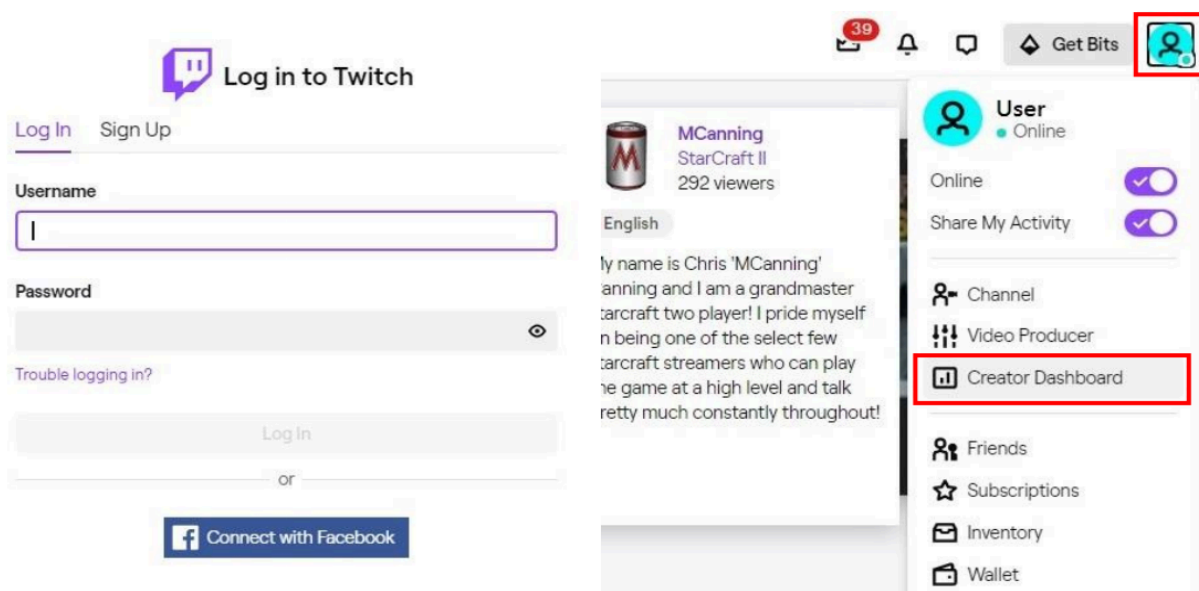 Log in to Twitch
Log In Sign Up
Username
Password
Trouble logging in?
Log In
or
Connect with Facebook
39
Get Bits
MCanning
StarCraft II
292 viewers
English
ly name is Chris 'MCanning'
anning and I am a grandmaster
tarcraft two player! I pride myself
n being one of the select few
tarcraft streamers who can play
he game at a high level and talk
retty much constantly throughout!
User
Online
Online
Share My Activity
Channel
Video Producer
Creator Dashboard
Friends
Subscriptions
Inventory
Wallet